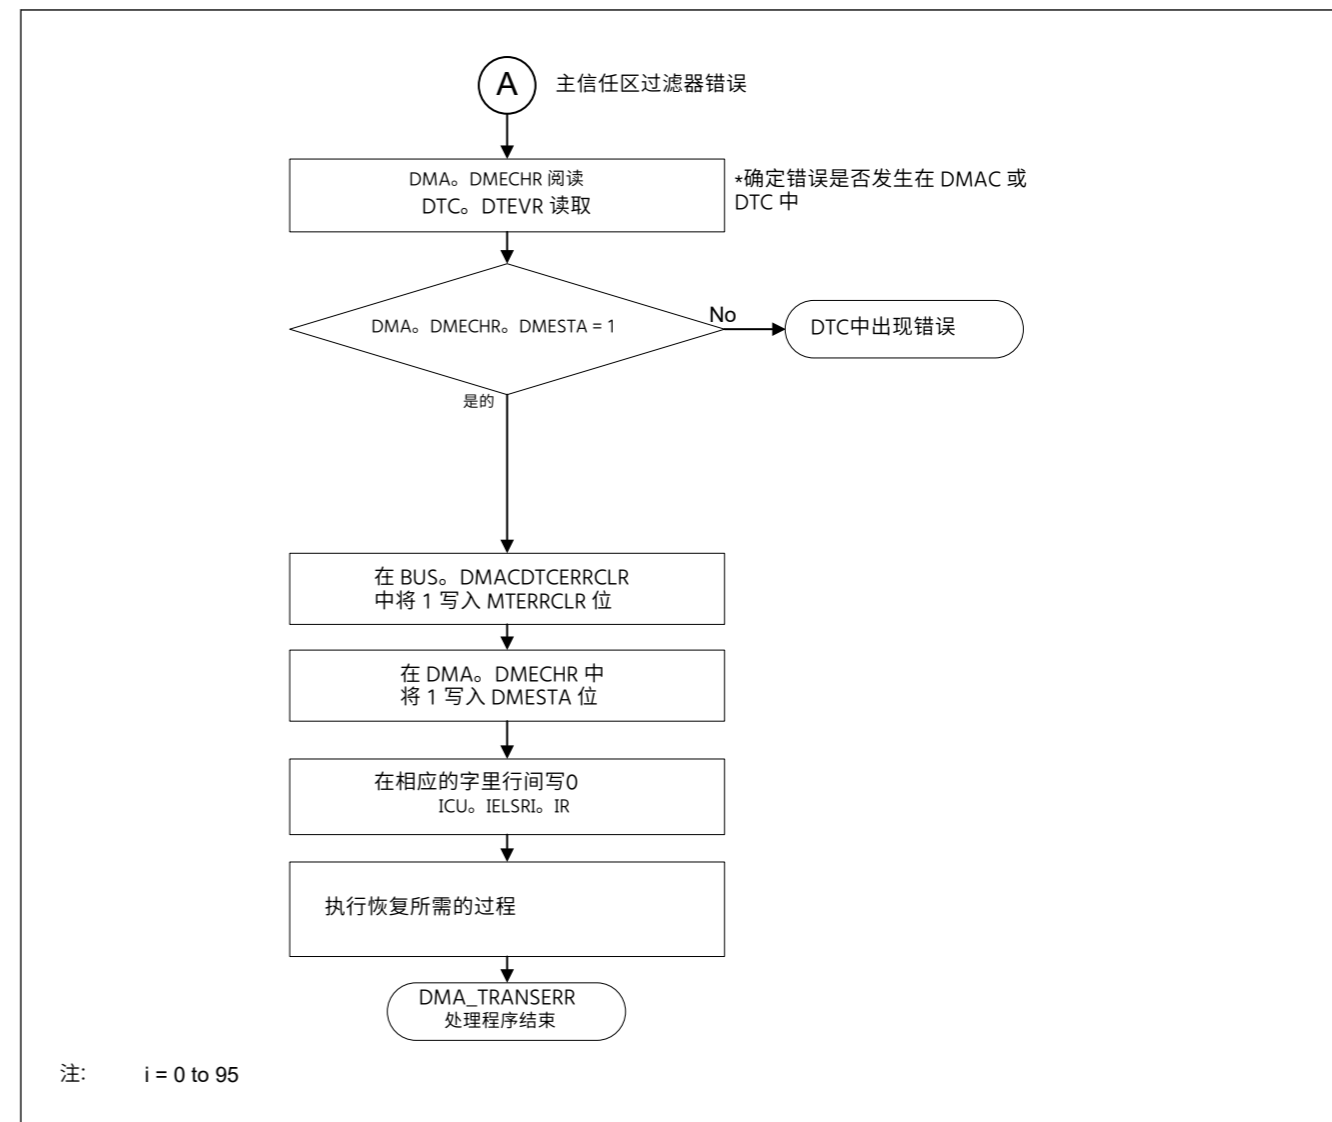 A
主信任区过滤器错误
DMA。DMECHR 阅读
DTC。DTEVR 读取
*确定错误是否发生在 DMAC 或
DTC 中
DMA。DMECHR。DMESTA = 1
No
DTC中出现错误
是的
在 BUS。DMACDTCERRCLR
中将 1 写入 MTERRCLR 位
在 DMA。DMECHR 中
将 1 写入 DMESTA 位
在相应的字里行间写0
ICU。IELSRI。IR
执行恢复所需的过程
DMA_TRANSERR
处理程序结束
注: i = 0 to 95